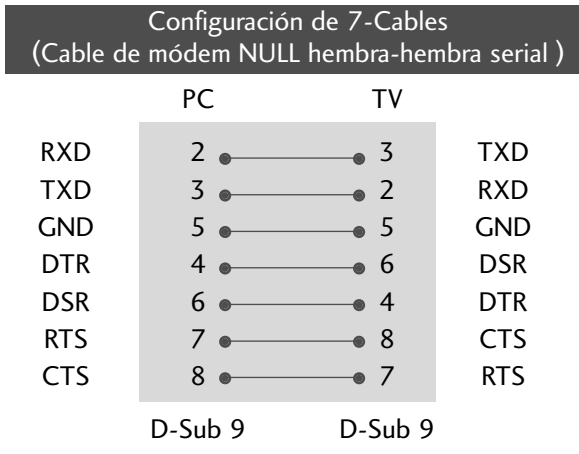 Configuración de 7-Cables
(Cable de módem NULL hembra-hembra serial )
PC TV
RXD 2 3 TXD
TXD 3 2 RXD
GND 5 5 GND
DTR 4 6 DSR
DSR 6 4 DTR
RTS 7 8 CTS
CTS 8 7 RTS
D-Sub 9 D-Sub 9